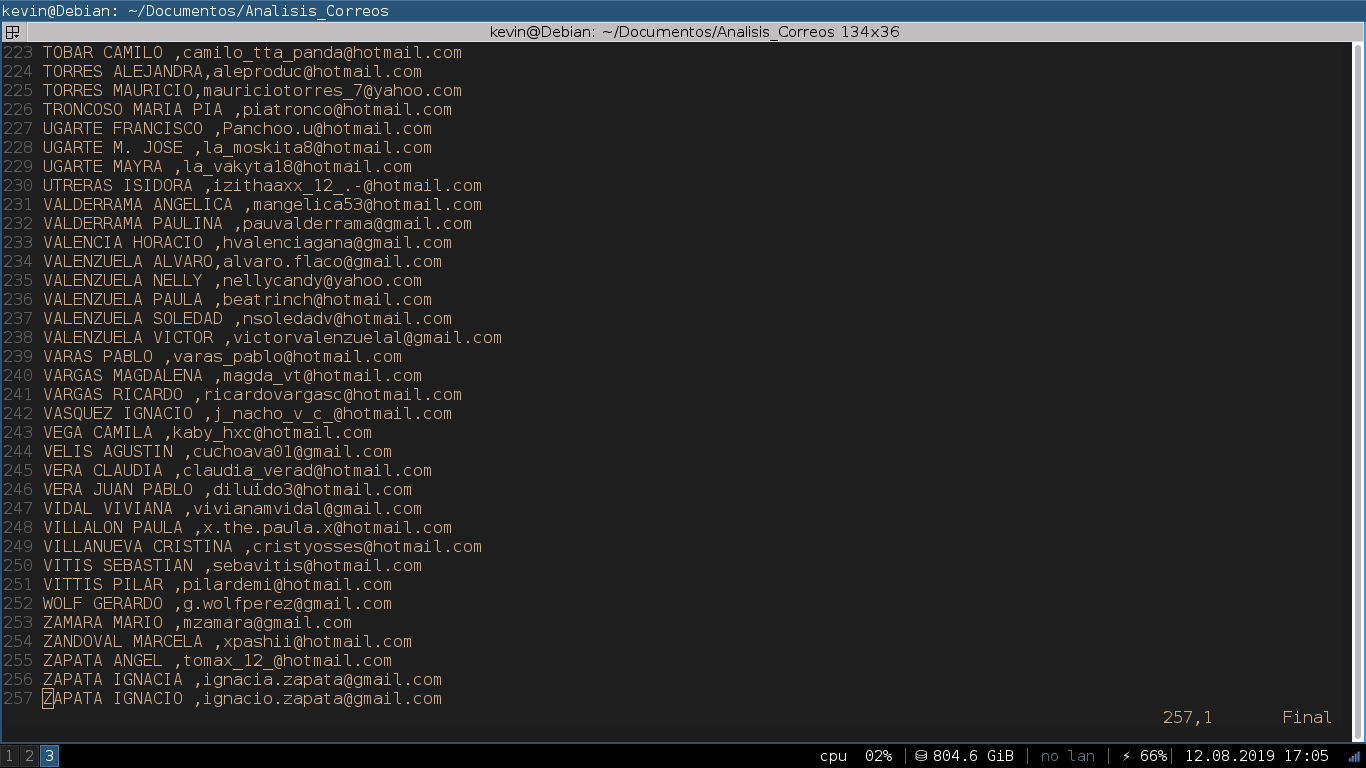 kevin@Debian: ~/Documentos/Analisis_Correos
kevin@Debian: ~/Documentos/Analisis_Correos 134x36
223 TOBAR CAMILO ,camilo_tta_panda@hotmail.com
224 TORRES ALEJANDRA,aleproduc@hotmail.com
225 TORRES MAURICIO,mauriciotorres_7@yahoo.com
226 TRONCOSO MARIA PIA ,piatronco@hotmail.com
227 UGARTE FRANCISCO ,Panchoo.u@hotmail.com
228 UGARTE M. JOSE ,la_moskita8@hotmail.com
229 UGARTE MAYRA ,la_vakyta18@hotmail.com
230 UTRERAS ISIDORA ,izithaaxx_12_.-@hotmail.com
231 VALDERRAMA ANGELICA ,mangelica53@hotmail.com
232 VALDERRAMA PAULINA ,pauvalderrama@gmail.com
233 VALENCIA HORACIO ,hvalenciagana@gmail.com
234 VALENZUELA ALVARO,alvaro.flaco@gmail.com
235 VALENZUELA NELLY ,nellycandy@yahoo.com
236 VALENZUELA PAULA ,beatrinch@hotmail.com
237 VALENZUELA SOLEDAD ,nsoledadv@hotmail.com
238 VALENZUELA VICTOR ,victorvalenzuelal@gmail.com
239 VARAS PABLO ,varas_pablo@hotmail.com
240 VARGAS MAGDALENA ,magda_vt@hotmail.com
241 VARGAS RICARDO ,ricardovargasc@hotmail.com
242 VASQUEZ IGNACIO ,j_nacho_v_c_@hotmail.com
243 VEGA CAMILA ,kaby_hxc@hotmail.com
244 VELIS AGUSTIN ,cuchoava01@gmail.com
245 VERA CLAUDIA ,claudia_verad@hotmail.com
246 VERA JUAN PABLO ,diluido3@hotmail.com
247 VIDAL VIVIANA ,vivianamvidal@gmail.com
248 VILLALON PAULA ,x.the.paula.x@hotmail.com
249 VILLANUEVA CRISTINA ,cristyosses@hotmail.com
250 VITIS SEBASTIAN ,sebavitis@hotmail.com
251 VITTIS PILAR ,pilardemi@hotmail.com
252 WOLF GERARDO ,g.wolfperez@gmail.com
253 ZAMARA MARIO ,mzamara@gmail.com
254 ZANDOVAL MARCELA ,xpashii@hotmail.com
255 ZAPATA ANGEL ,tomax_12_@hotmail.com
256 ZAPATA IGNACIA ,ignacia.zapata@gmail.com
257 ZAPATA IGNACIO ,ignacio.zapata@gmail.com
257,1 Final
1 2 3 cpu 02% | 804.6 GiB | no lan | ⚡ 66% | 12.08.2019 17:05